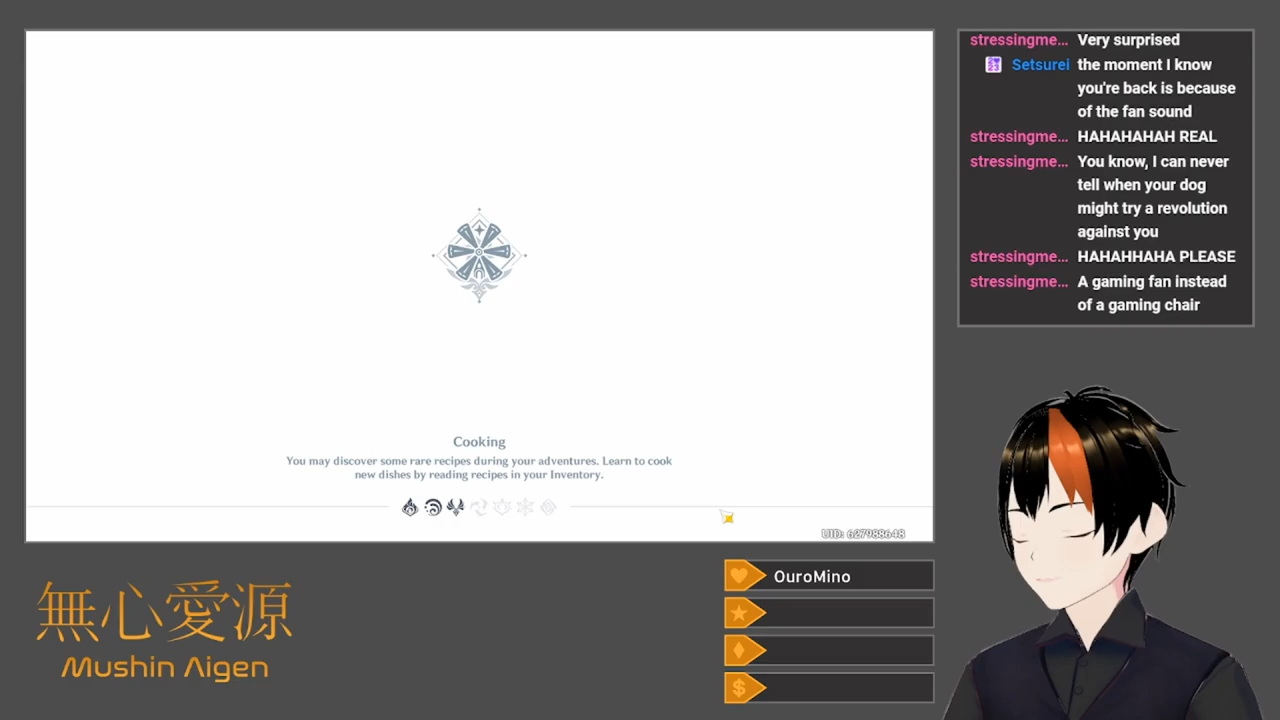 stressingme... Very surprised
Setsurei the moment I know
you're back is because
of the fan sound
stressingme... HAHAHAHAH REAL
stressingme... You know, I can never
tell when your dog
might try a revolution
against you
stressingme... HAHAHHAHA PLEASE
stressingme... A gaming fan instead
of a gaming chair
Cooking
You may discover some rare recipes during your adventures. Learn to cook
new dishes by reading recipes in your Inventory.
UID: 627988648
OuroMino
無心愛源
Mushin Aigen